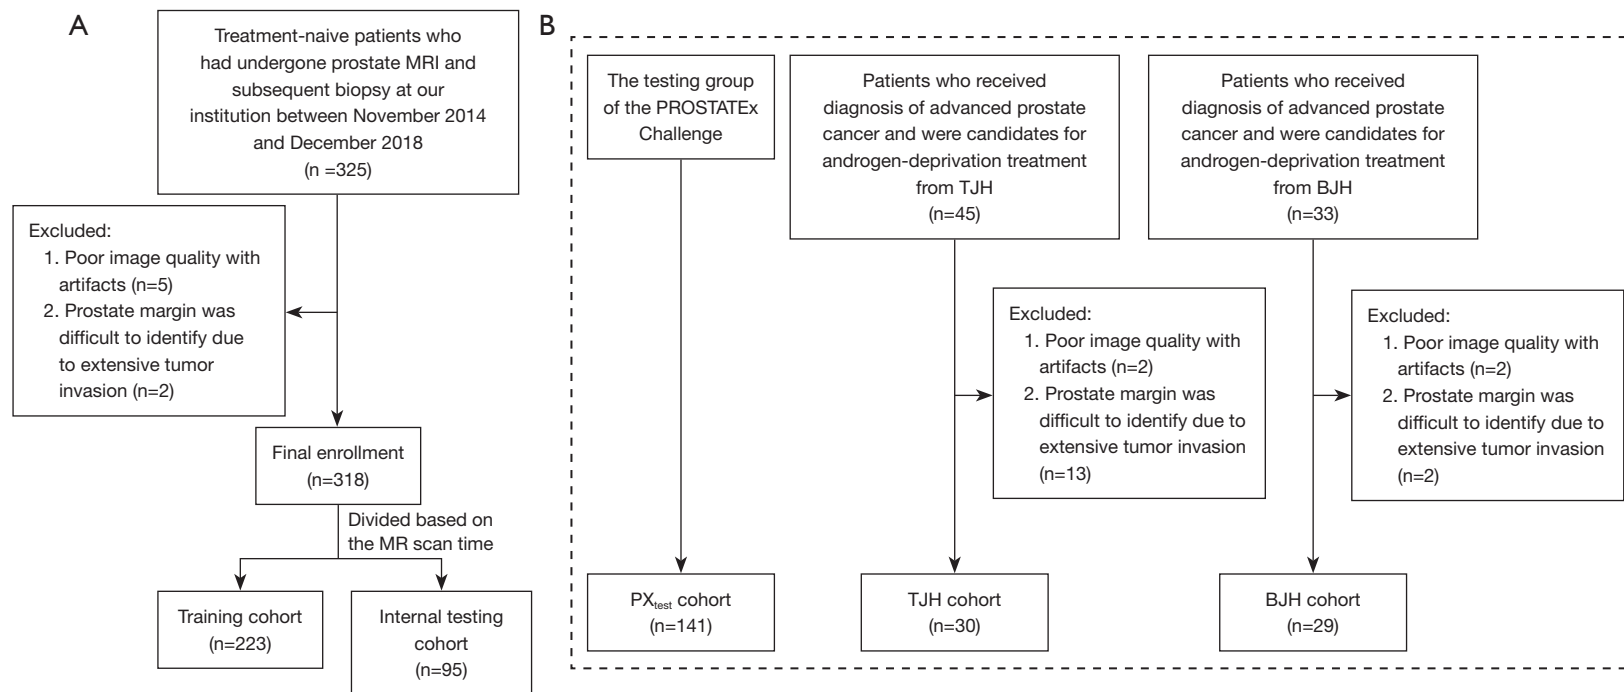 A
Treatment-naive patients who
had undergone prostate MRI and
subsequent biopsy at our
institution between November 2014
and December 2018
(n =325)
Excluded:
1. Poor image quality with
artifacts (n=5)
2. Prostate margin was
difficult to identify due
to extensive tumor
invasion (n=2)
Final enrollment
(n=318)
Divided based on
the MR scan time
Training cohort
(n=223)
Internal testing
cohort
(n=95)
B
The testing group
of the PROSTATEx
Challenge
Patients who received
diagnosis of advanced prostate
cancer and were candidates for
androgen-deprivation treatment
from TJH
(n=45)
Patients who received
diagnosis of advanced prostate
cancer and were candidates for
androgen-deprivation treatment
from BJH
(n=33)
Excluded:
1. Poor image quality with
artifacts (n=2)
2. Prostate margin was
difficult to identify due to
extensive tumor invasion
(n=13)
Excluded:
1. Poor image quality with
artifacts (n=2)
2. Prostate margin was
difficult to identify due to
extensive tumor invasion
(n=2)
PXtest cohort
(n=141)
TJH cohort
(n=30)
BJH cohort
(n=29)